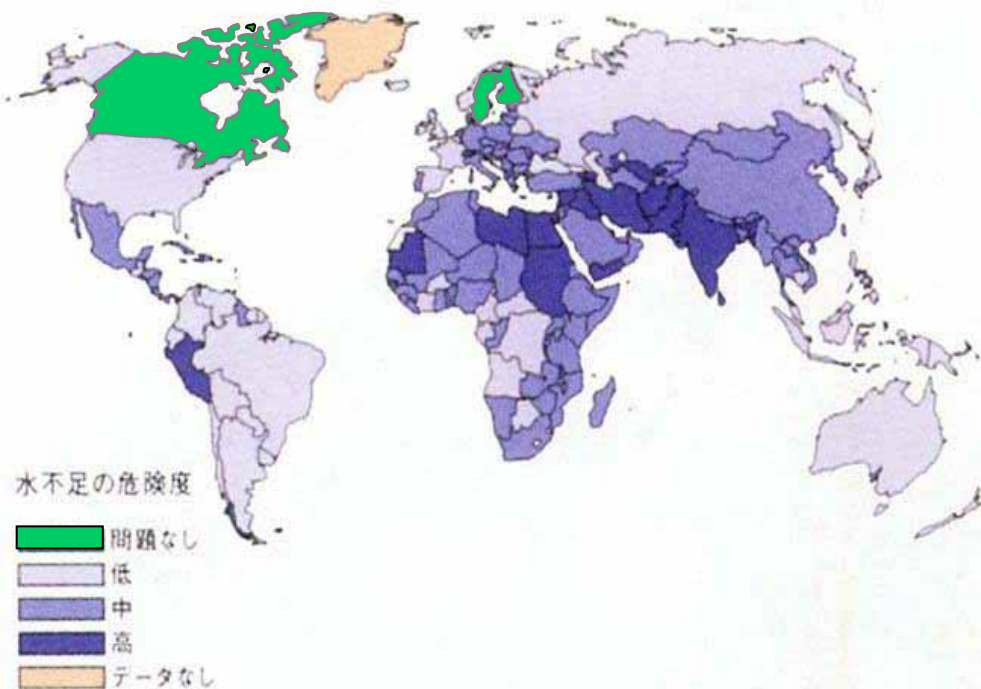 水不足の危険度
問題なし
低
中
高
データなし